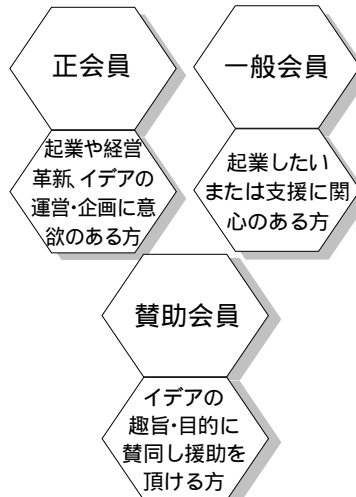 正会員
起業や経営
革新、イデアの
運営・企画に意
欲のある方
一般会員
起業したい
または支援に関
心のある方
賛助会員
イデアの
趣旨・目的に
賛同し援助を
頂ける方